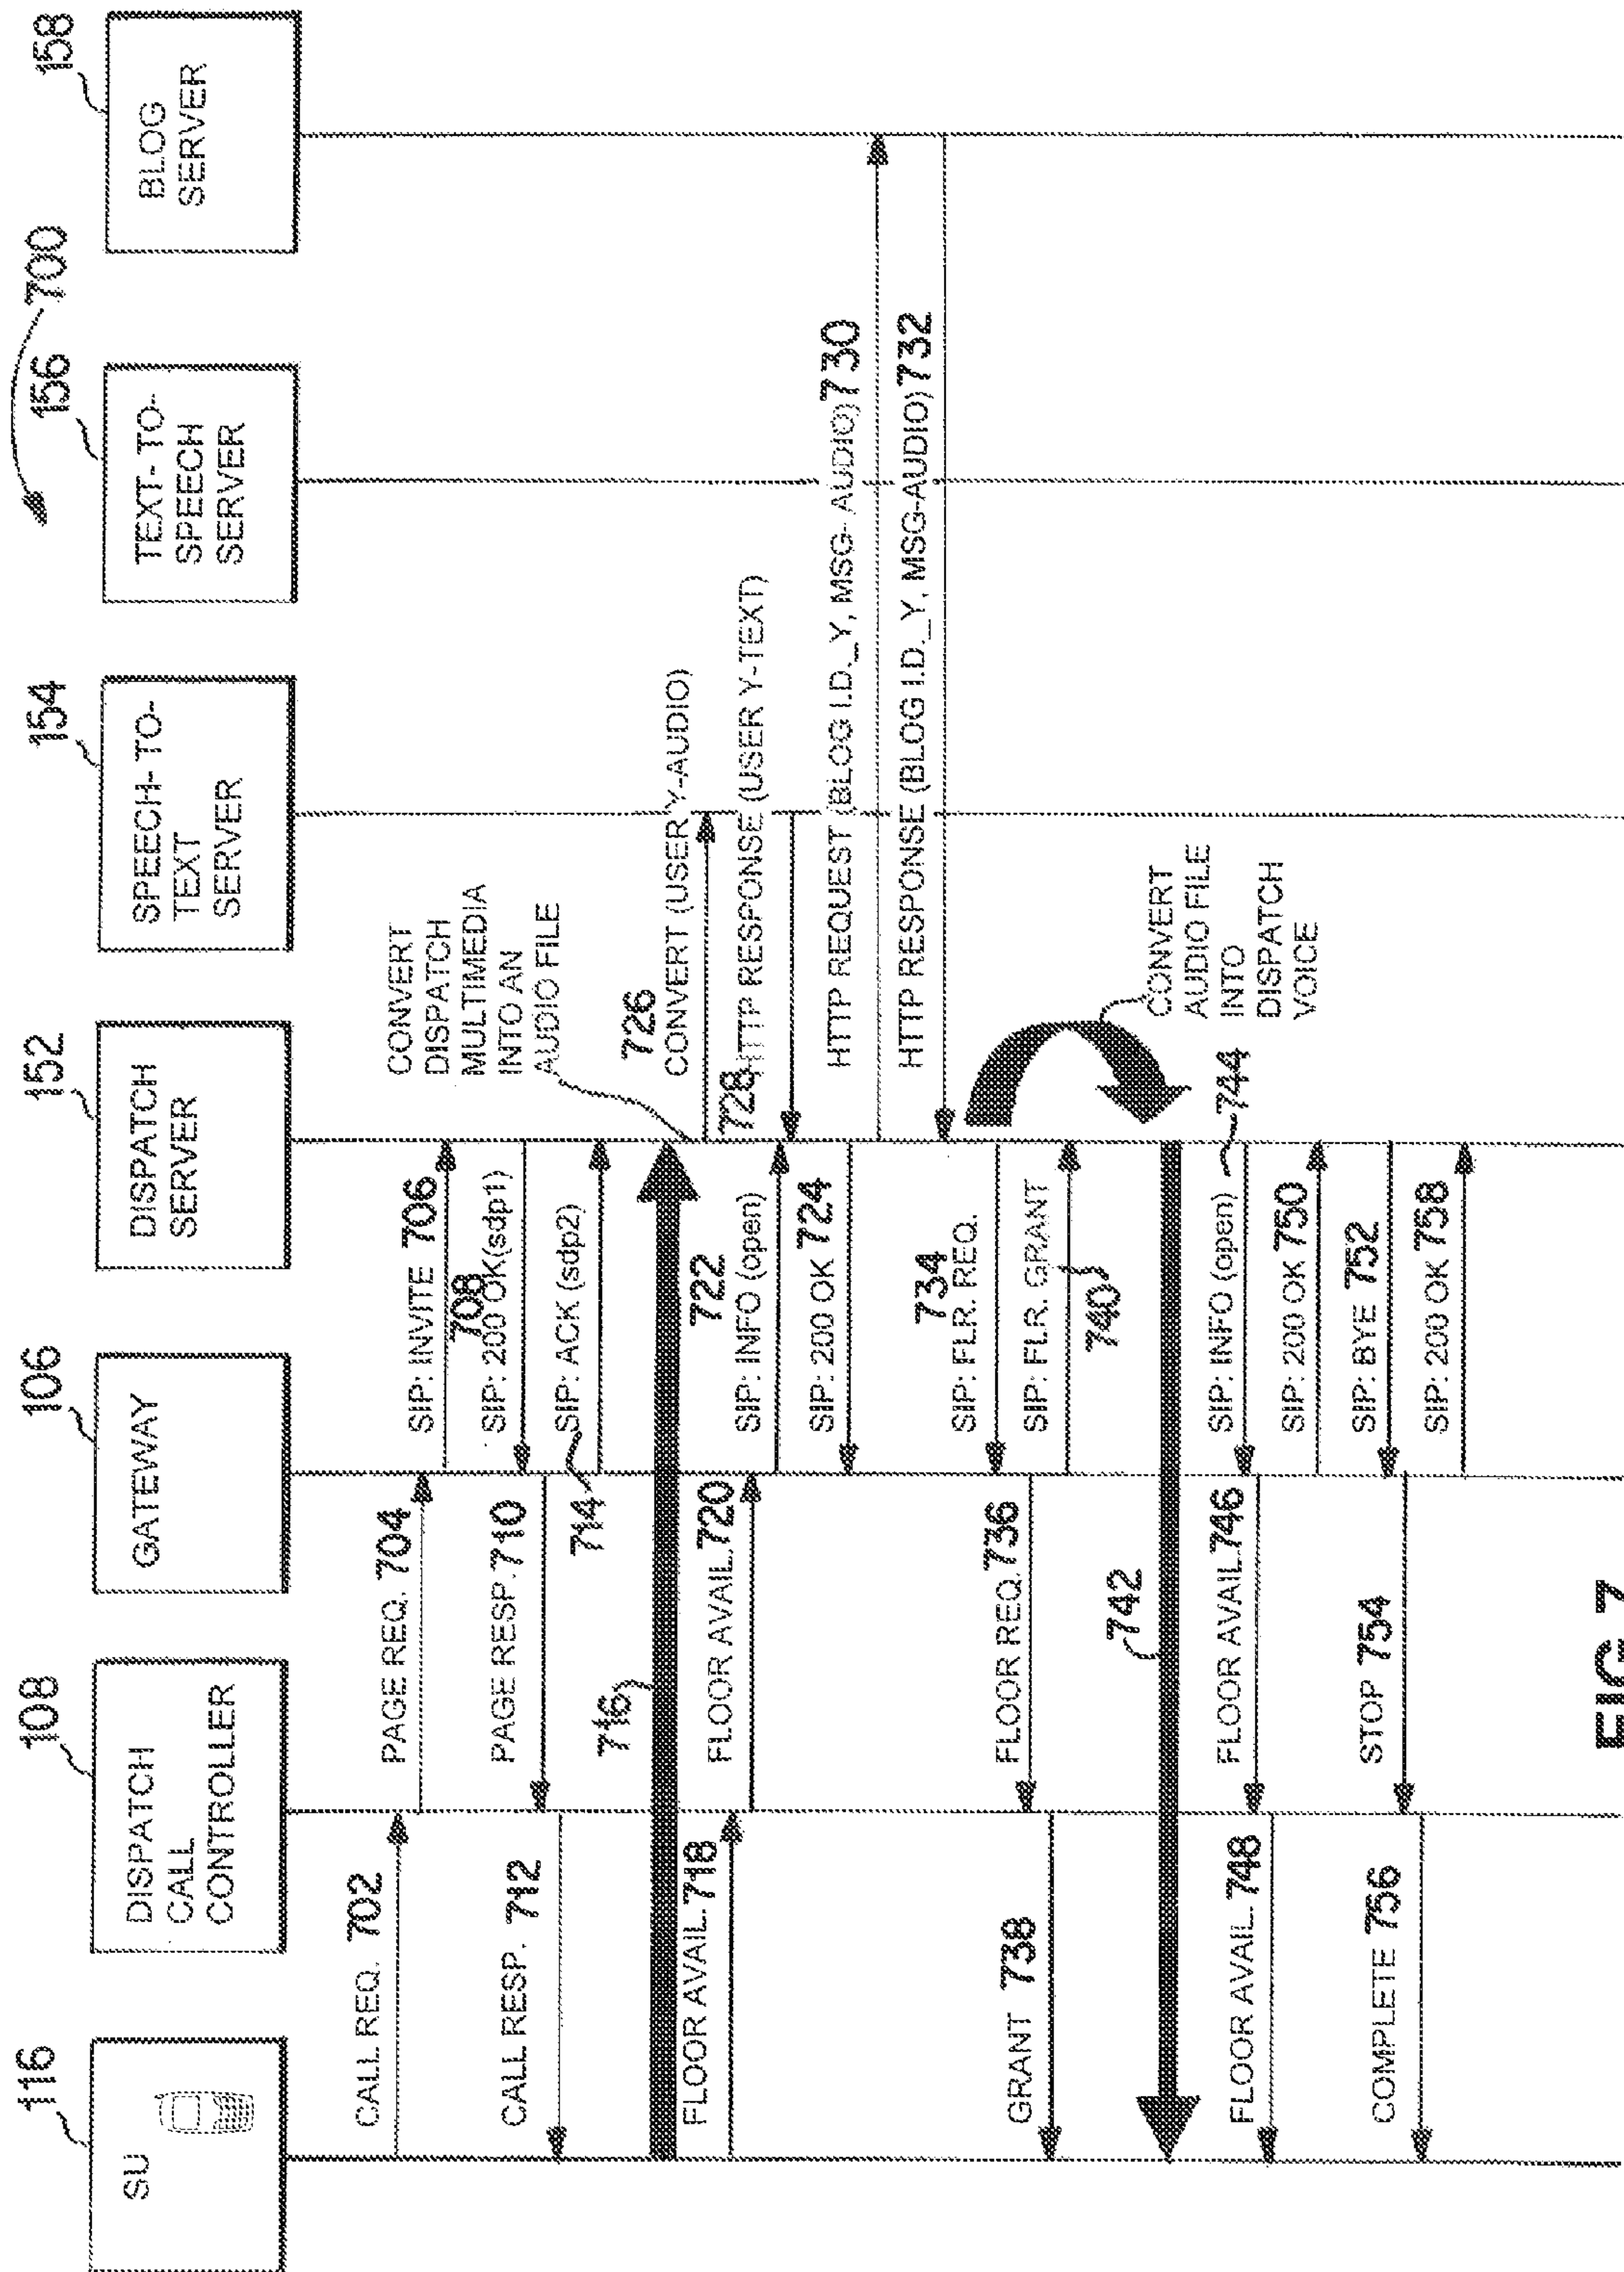 700
116
SU
108
DISPATCH
CALL
CONTROLLER
106
GATEWAY
152
DISPATCH
SERVER
154
SPEECH- TO-
TEXT
SERVER
156
TEXT- TO-
SPEECH
SERVER
158
BLOG
SERVER
CALL REQ. 702
PAGE REQ. 704
SIP: INVITE 706
708
SIP: 200 OK(sdp1)
PAGE RESP. 710
CALL RESP. 712
SIP: ACK (sdp2)
714
716
CONVERT
DISPATCH
MULTIMEDIA
INTO AN
AUDIO FILE
FLOOR AVAIL. 718
FLOOR AVAIL. 720
722
SIP: INFO (open)
SIP: 200 OK 724
726
CONVERT (USER Y-AUDIO)
728
HTTP RESPONSE (USER Y-TEXT)
HTTP REQUEST (BLOG I.D._Y, MSG- AUDIO) 730
HTTP RESPONSE (BLOG I.D._Y, MSG-AUDIO) 732
734
SIP: FLR. REQ.
FLOOR REQ. 736
GRANT 738
SIP: FLR. GRANT
740
CONVERT
AUDIO FILE
INTO
DISPATCH
VOICE
742
SIP: INFO (open)
744
FLOOR AVAIL. 746
FLOOR AVAIL. 748
SIP: 200 OK 750
SIP: BYE 752
STOP 754
COMPLETE 756
SIP: 200 OK 758
FIG. 7